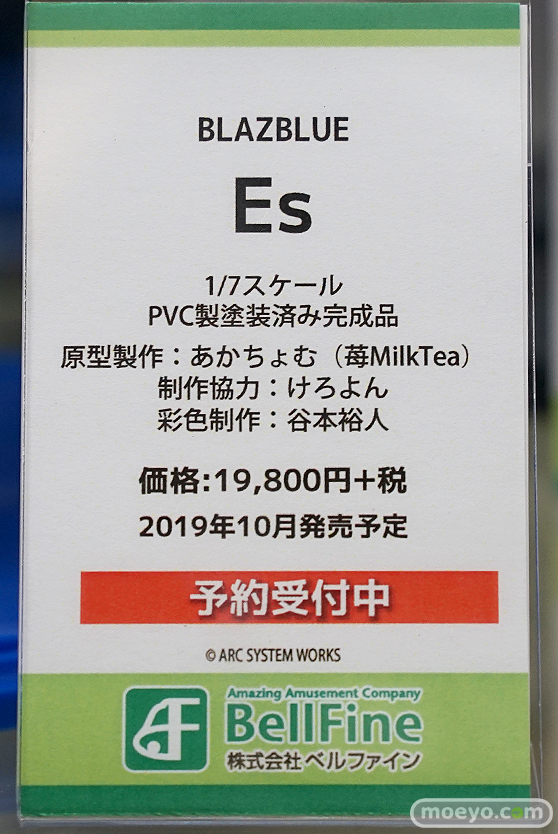 BLAZBLUE
Es
1/7スケール
PVC製塗装済み完成品
原型製作：あかちょむ（苺MilkTea）
制作協力：けろよん
彩色制作：谷本裕人
価格:19,800円+税
2019年10月発売予定
予約受付中
© ARC SYSTEM WORKS
Amazing Amusement Company
BellFine
株式会社ベルファイン
moeyo.com